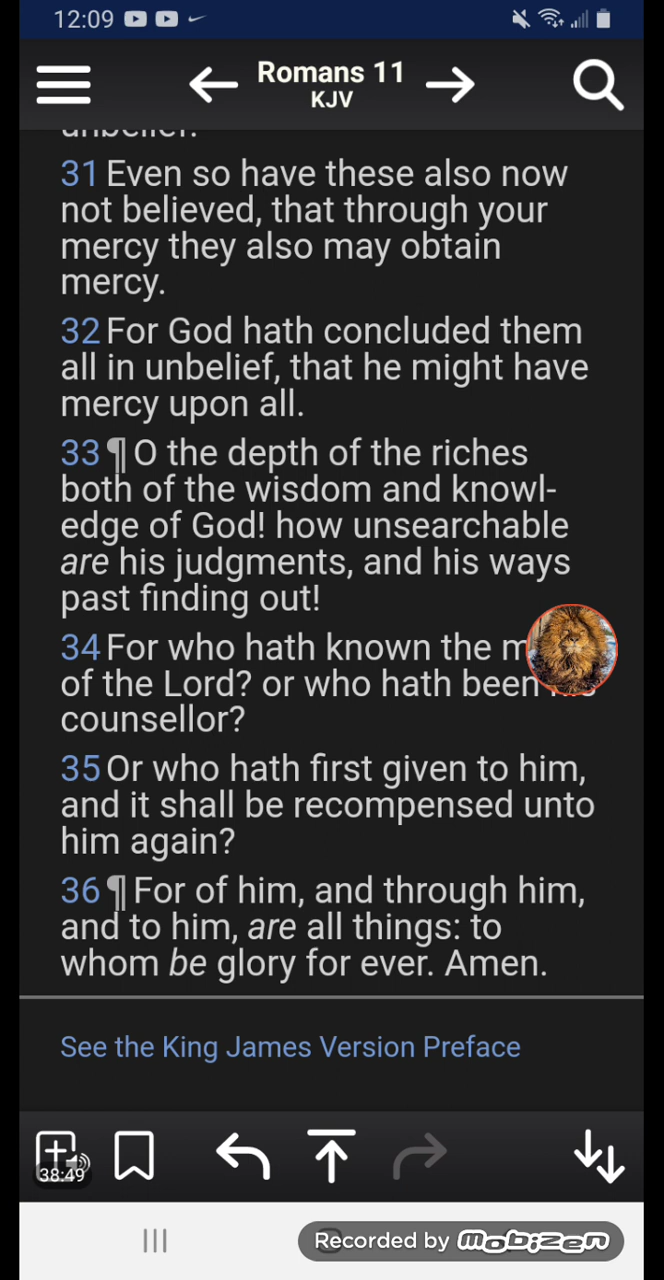 12:09
Romans 11
KJV
31 Even so have these also now
not believed, that through your
mercy they also may obtain
mercy.
32 For God hath concluded them
all in unbelief, that he might have
mercy upon all.
33 ¶ O the depth of the riches
both of the wisdom and knowl-
edge of God! how unsearchable
are his judgments, and his ways
past finding out!
34 For who hath known the
of the Lord? or who hath been
counsellor?
35 Or who hath first given to him,
and it shall be recompensed unto
him again?
36 ¶ For of him, and through him,
and to him, are all things: to
whom be glory for ever. Amen.
See the King James Version Preface
38:49
Recorded by mobizen